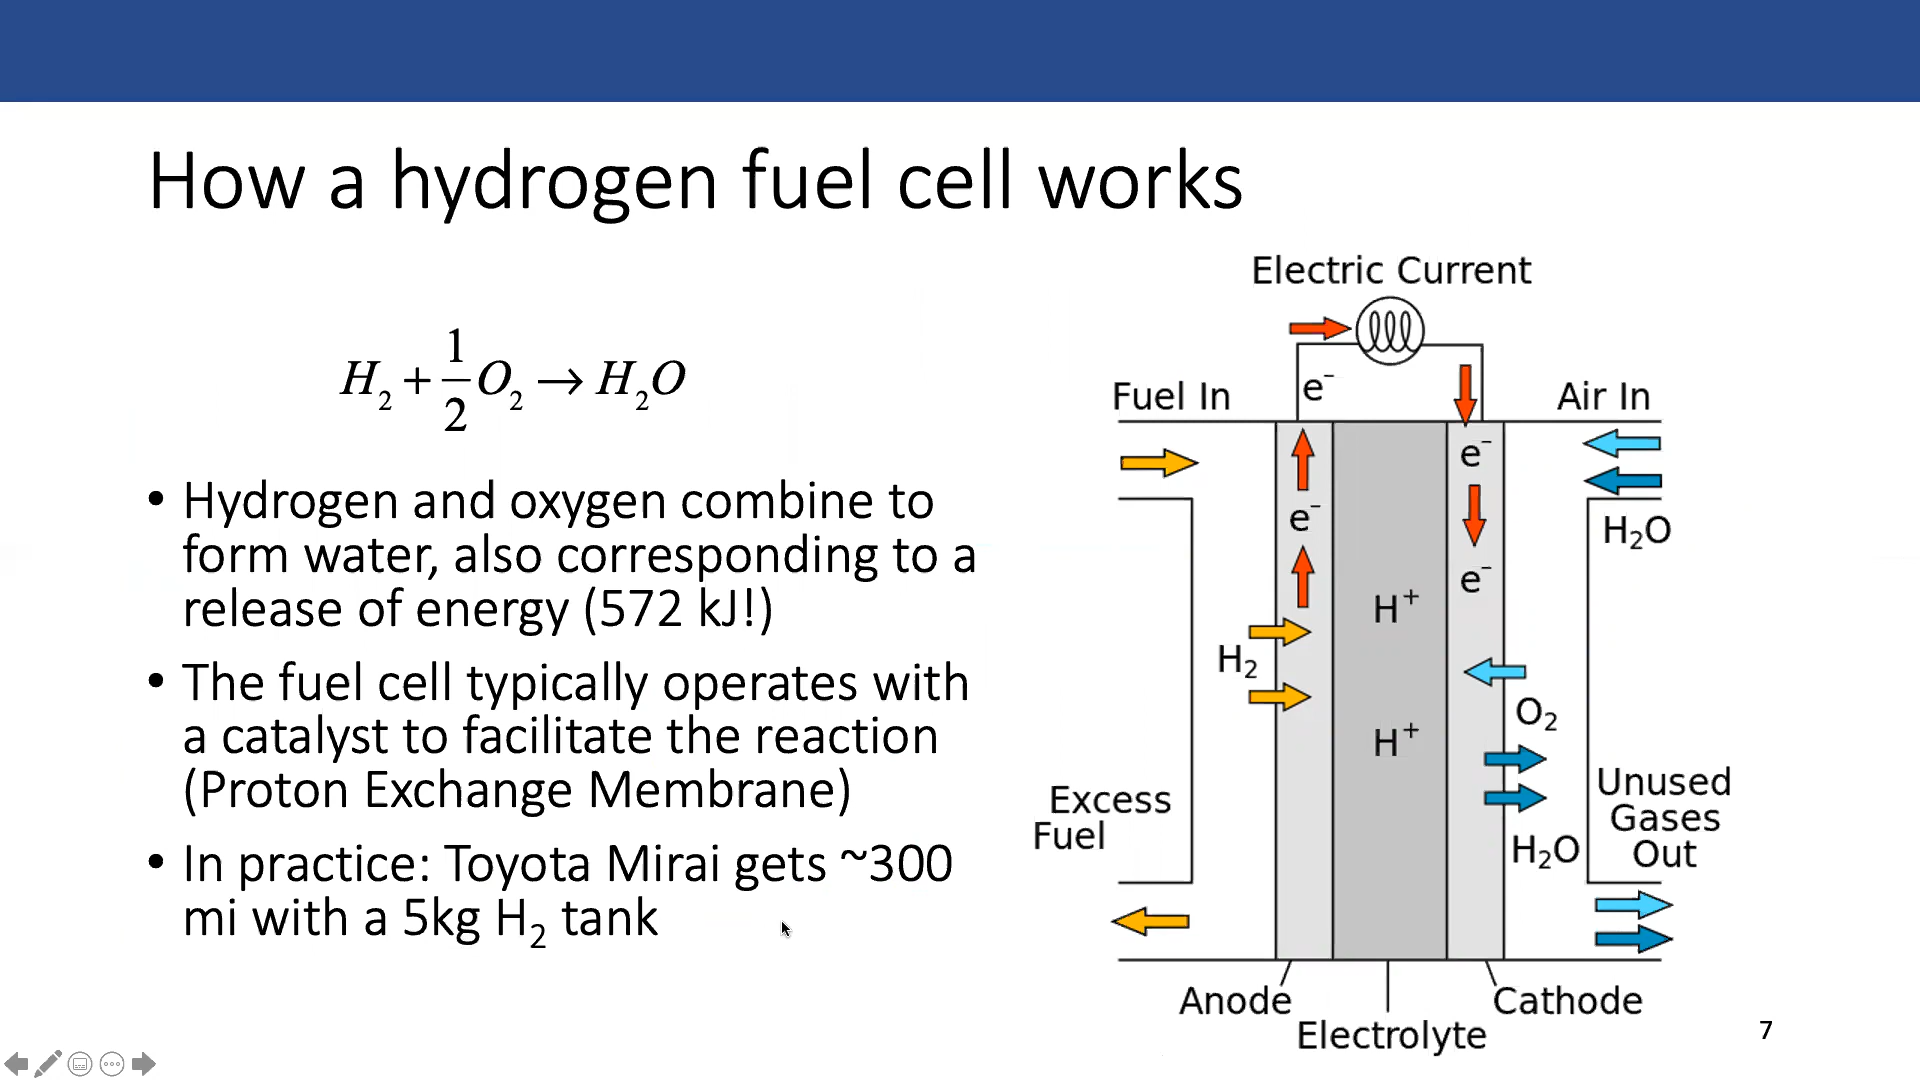 How a hydrogen fuel cell works
H₂ + 1/2 O₂ → H₂O
• Hydrogen and oxygen combine to
form water, also corresponding to a
release of energy (572 kJ!)
• The fuel cell typically operates with
a catalyst to facilitate the reaction
(Proton Exchange Membrane)
• In practice: Toyota Mirai gets ~300
mi with a 5kg H₂ tank
Electric Current
Fuel In
e⁻
Air In
e⁻
e⁻
H₂O
e⁻
H⁺
H₂
O₂
H⁺
Excess
Fuel
Unused
Gases
Out
H₂O
Anode
Cathode
Electrolyte
7